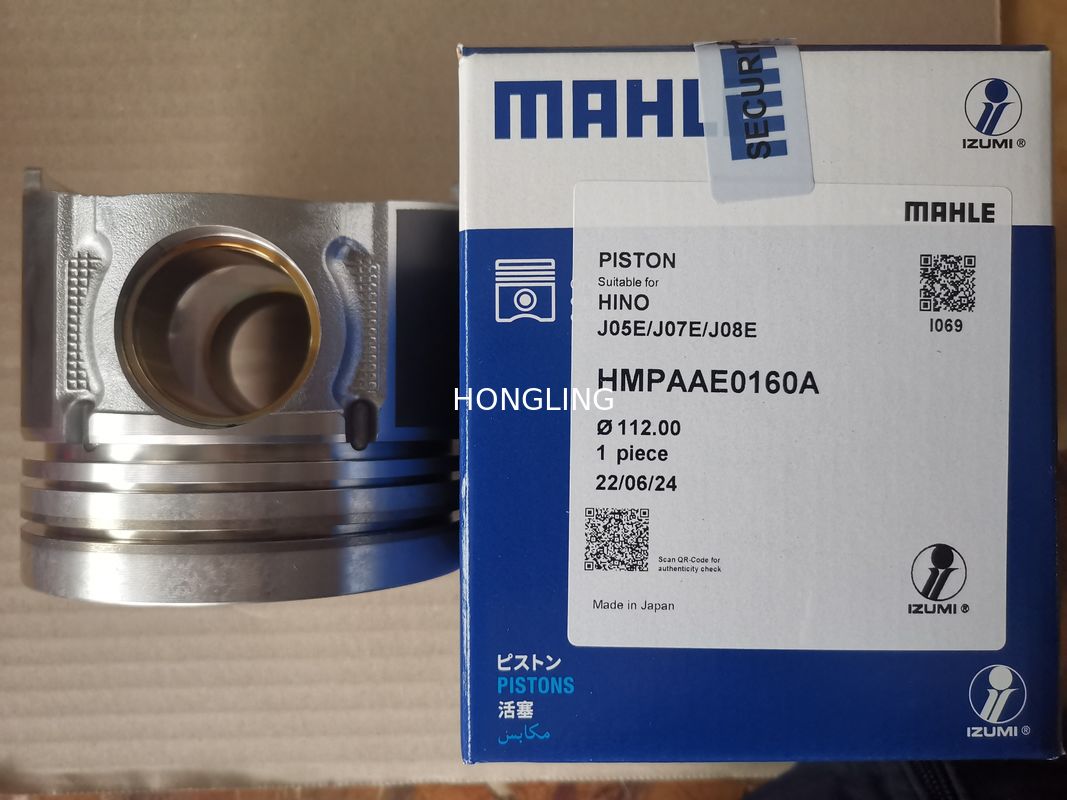 MAHL
SECURIT
IZUMI®
MAHLE
PISTON
Suitable for
HINO
J05E/J07E/J08E
I069
HMPAAE0160A
HONGLING
Ø 112.00
1 piece
22/06/24
Scan QR-Code for
authenticity check
Made in Japan
IZUMI®
ピストン
PISTONS
活塞
مكابس
IZUMI®